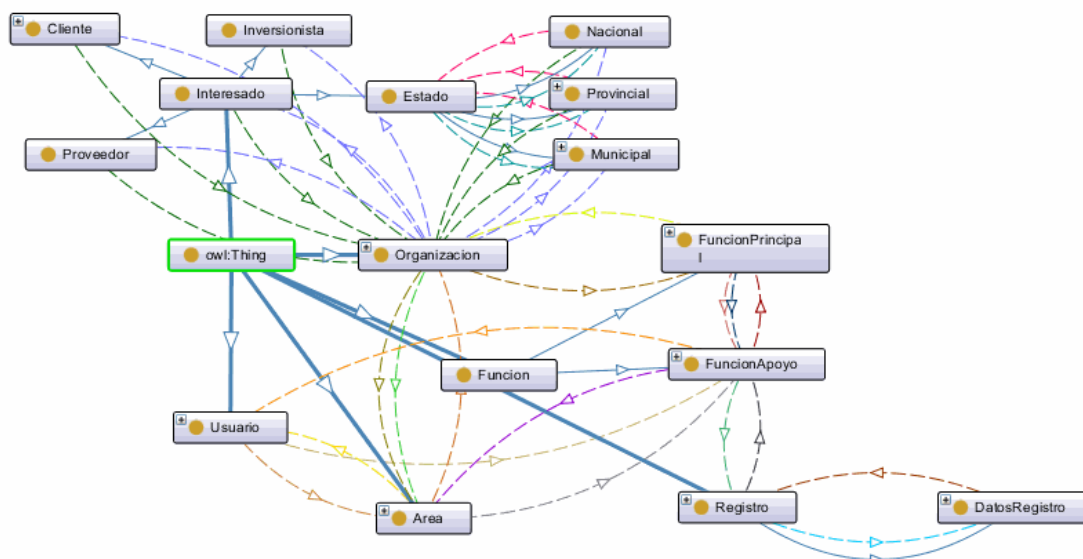 Cliente
Inversionista
Nacional
Interesado
Estado
Provincial
Proveedor
Municipal
owl:Thing
Organizacion
FuncionPrincipa
l
Funcion
FuncionApoyo
Usuario
Area
Registro
DatosRegistro